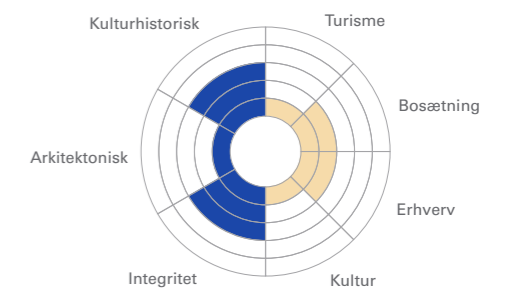 Kulturhistorisk
Turisme
Bosætning
Arkitektonisk
Erhverv
Integritet
Kultur